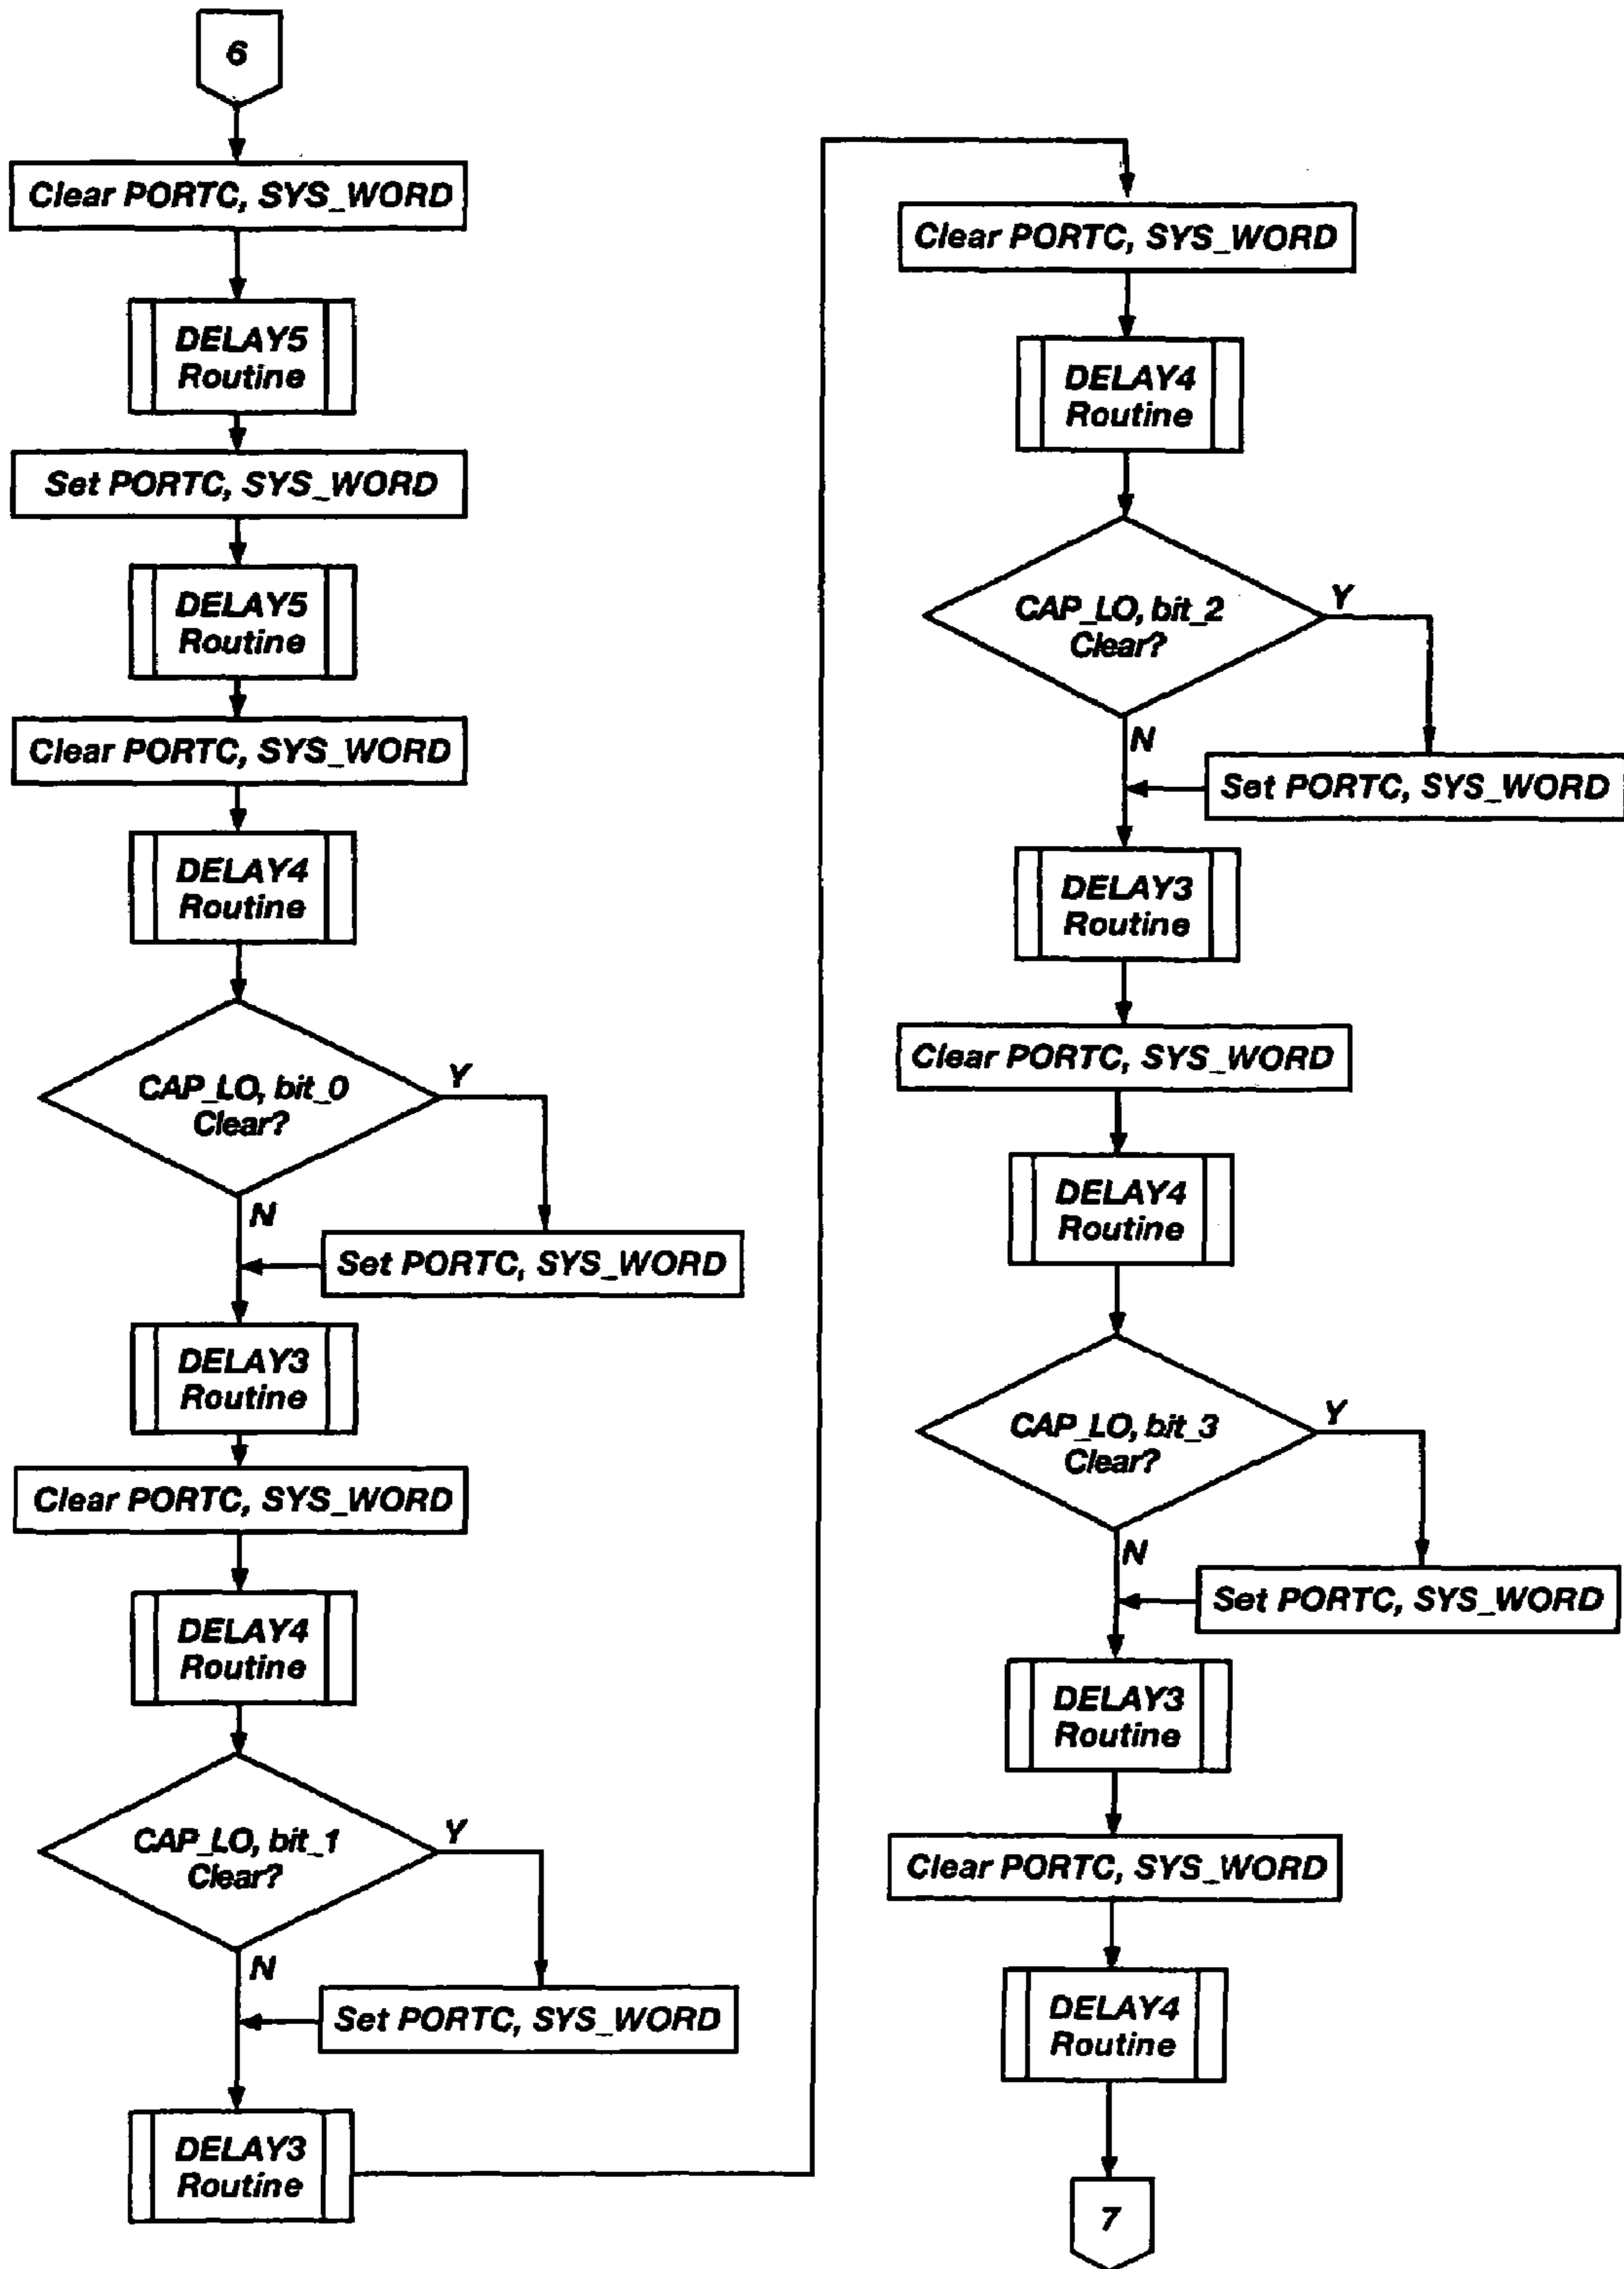 6
Clear PORTC, SYS_WORD
DELAY5
Routine
Set PORTC, SYS_WORD
DELAY5
Routine
Clear PORTC, SYS_WORD
DELAY4
Routine
CAP_LO, bit_0
Clear?
Y
N
Set PORTC, SYS_WORD
DELAY3
Routine
Clear PORTC, SYS_WORD
DELAY4
Routine
CAP_LO, bit_1
Clear?
Y
N
Set PORTC, SYS_WORD
DELAY3
Routine
Clear PORTC, SYS_WORD
DELAY4
Routine
CAP_LO, bit_2
Clear?
Y
N
Set PORTC, SYS_WORD
DELAY3
Routine
Clear PORTC, SYS_WORD
DELAY4
Routine
CAP_LO, bit_3
Clear?
Y
N
Set PORTC, SYS_WORD
DELAY3
Routine
Clear PORTC, SYS_WORD
DELAY4
Routine
7